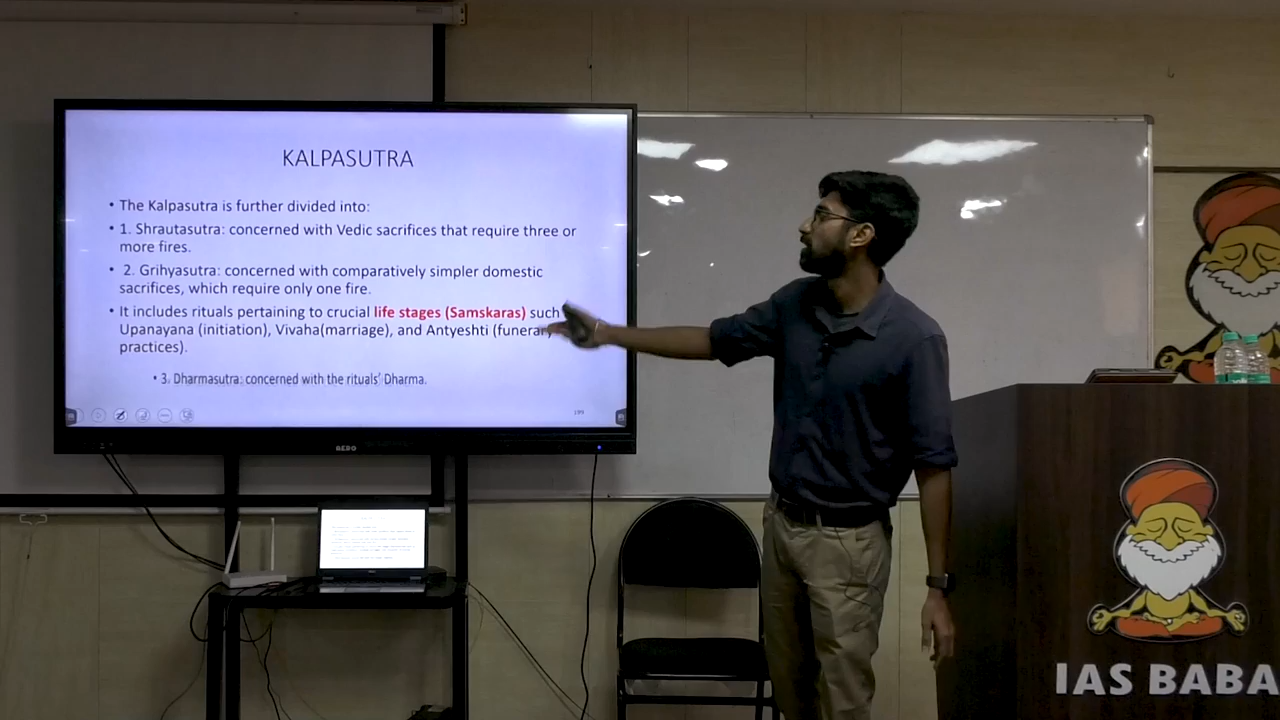 KALPASUTRA
• The Kalpasutra is further divided into:
• 1. Shrautasutra: concerned with Vedic sacrifices that require three or
more fires.
• 2. Grihyasutra: concerned with comparatively simpler domestic
sacrifices, which require only one fire.
• It includes rituals pertaining to crucial life stages (Samskaras) such
Upanayana (initiation), Vivaha(marriage), and Antyeshti (funerary
practices).
• 3. Dharmasutra: concerned with the rituals' Dharma.
199
IAS BABA